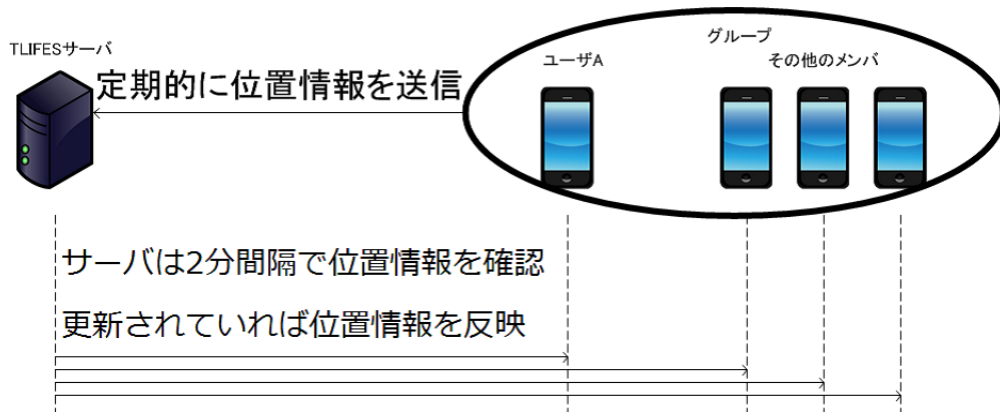 TLIFESサーバ
グループ
ユーザA
その他のメンバ
定期的に位置情報を送信
サーバは2分間隔で位置情報を確認
更新されていれば位置情報を反映